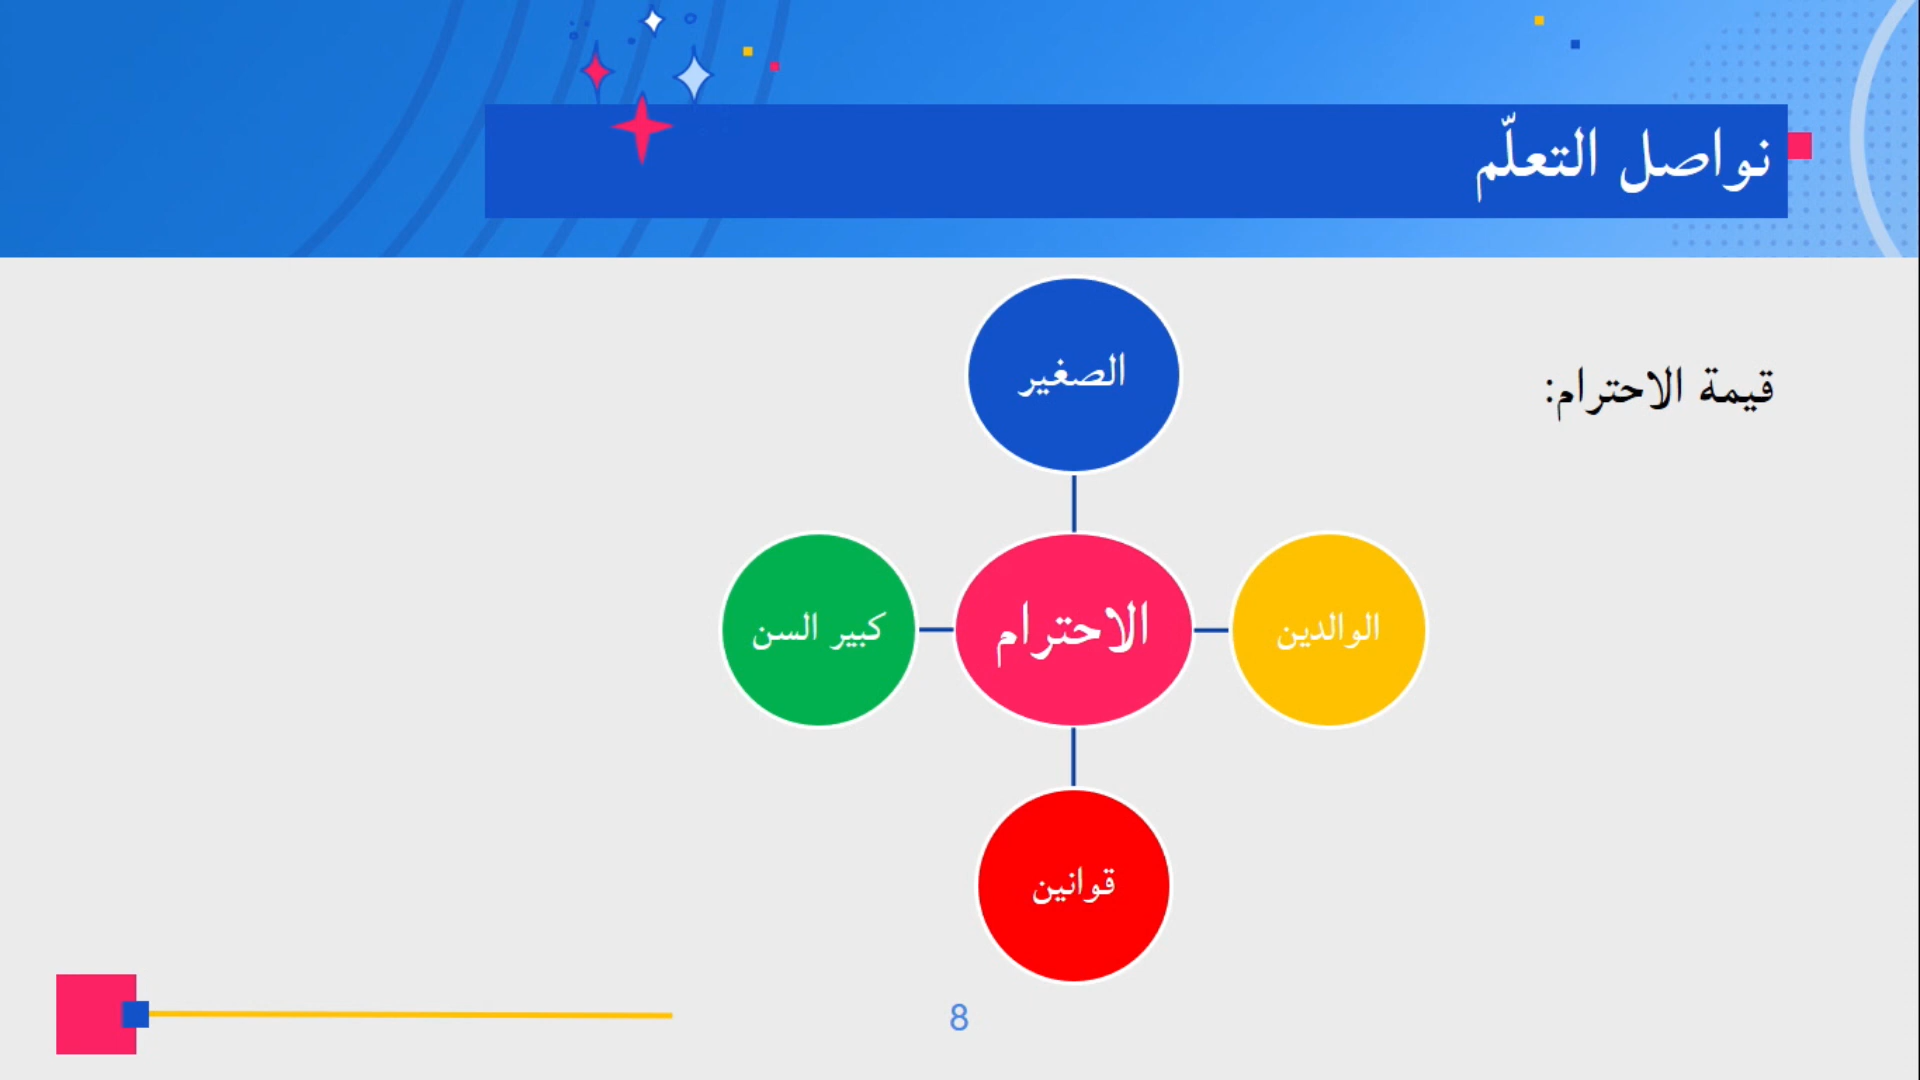 نواصل التعلّم
قيمة الاحترام:
الصغير
الوالدين
الاحترام
كبير السن
قوانين
8